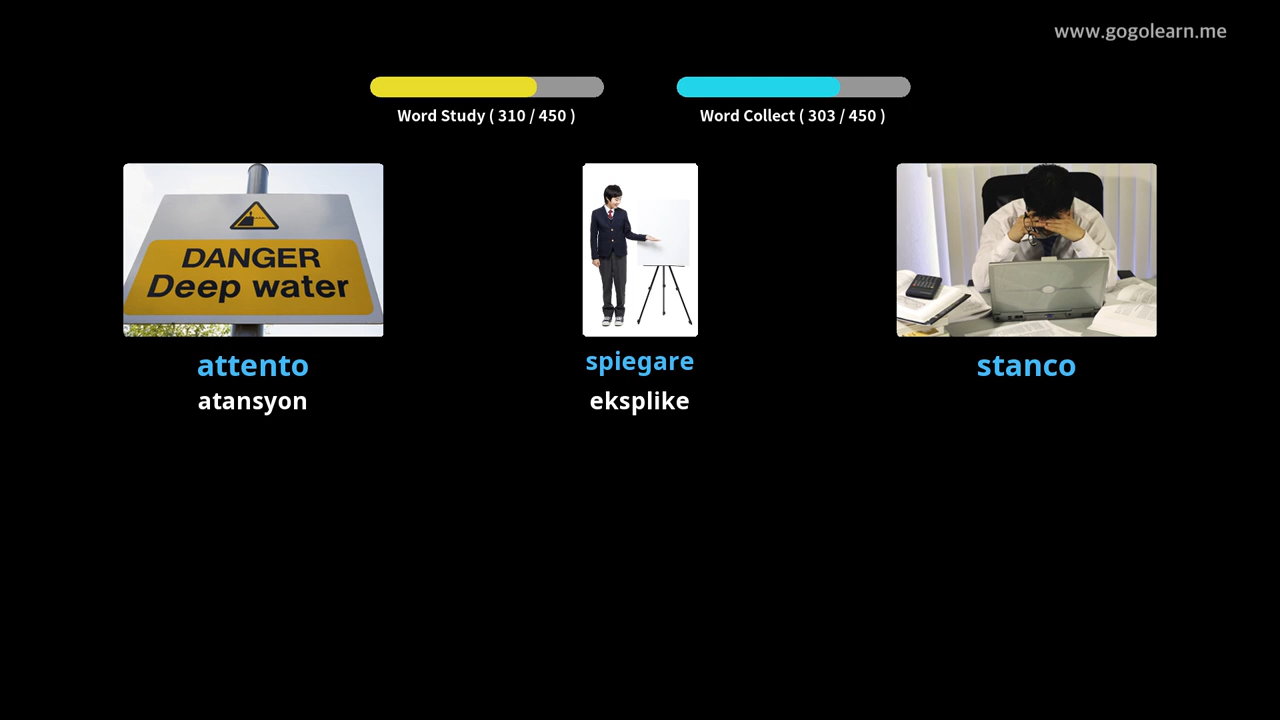 www.gogolearn.me
Word Study ( 310 / 450 )
Word Collect ( 303 / 450 )
DANGER
Deep water
attento
atansyon
spiegare
eksplike
stanco